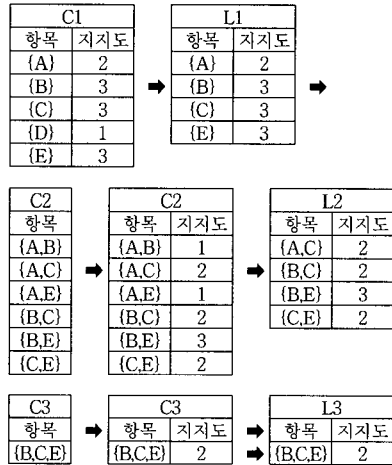 C1 L1
항목 지지도 항목 지지도
{A} 2 {A} 2
{B} 3 {B} 3
{C} 3 {C} 3
{D} 1 {E} 3
{E} 3
C2 C2 L2
항목 항목 지지도 항목 지지도
{A,B} {A,B} 1 {A,C} 2
{A,C} {A,C} 2 {B,C} 2
{A,E} {A,E} 1 {B,E} 3
{B,C} {B,C} 2 {C,E} 2
{B,E} {B,E} 3
{C,E} {C,E} 2
C3 C3 L3
항목 항목 지지도 항목 지지도
{B,C,E} {B,C,E} 2 {B,C,E} 2